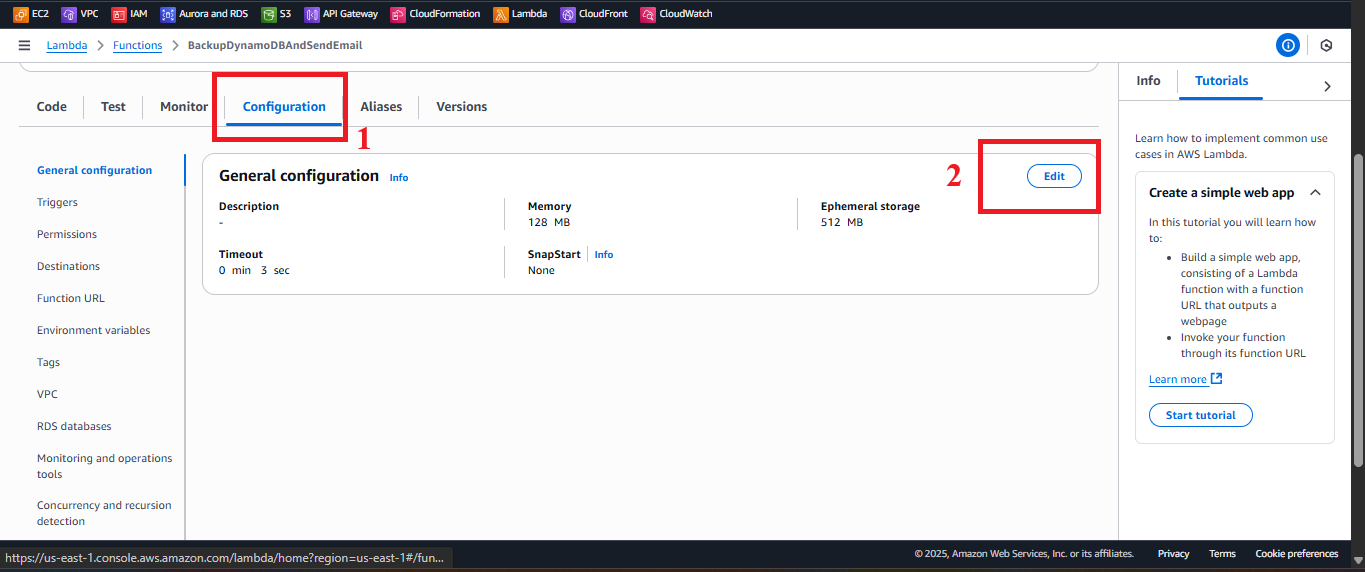 EC2 VPC IAM Aurora and RDS S3 API Gateway CloudFormation Lambda CloudFront CloudWatch
Lambda Functions BackupDynamoDBAndSendEmail
Code Test Monitor Configuration Aliases Versions
1
General configuration
Triggers
Permissions
Destinations
Function URL
Environment variables
Tags
VPC
RDS databases
Monitoring and operations
tools
Concurrency and recursion
detection
General configuration Info
2
Edit
Description
-
Memory
128 MB
Ephemeral storage
512 MB
Timeout
0 min 3 sec
SnapStart Info
None
Info Tutorials
Learn how to implement common use
cases in AWS Lambda.
Create a simple web app
In this tutorial you will learn how
to:
• Build a simple web app,
consisting of a Lambda
function with a function
URL that outputs a
webpage
• Invoke your function
through its function URL
Learn more
Start tutorial
https://us-east-1.console.aws.amazon.com/lambda/home?region=us-east-1#/fun...
© 2025, Amazon Web Services, Inc. or its affiliates. Privacy Terms Cookie preferences